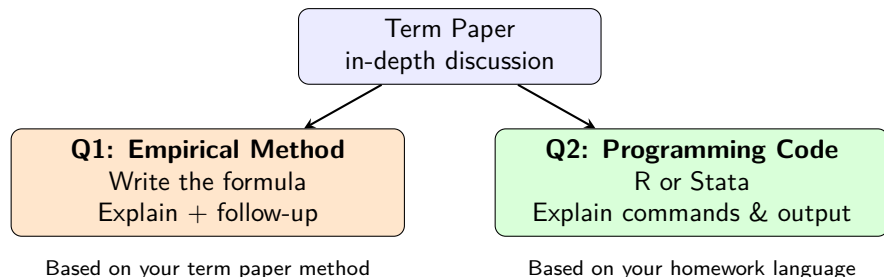 Term Paper
in-depth discussion
Q1: Empirical Method
Write the formula
Explain + follow-up
Q2: Programming Code
R or Stata
Explain commands & output
Based on your term paper method
Based on your homework language